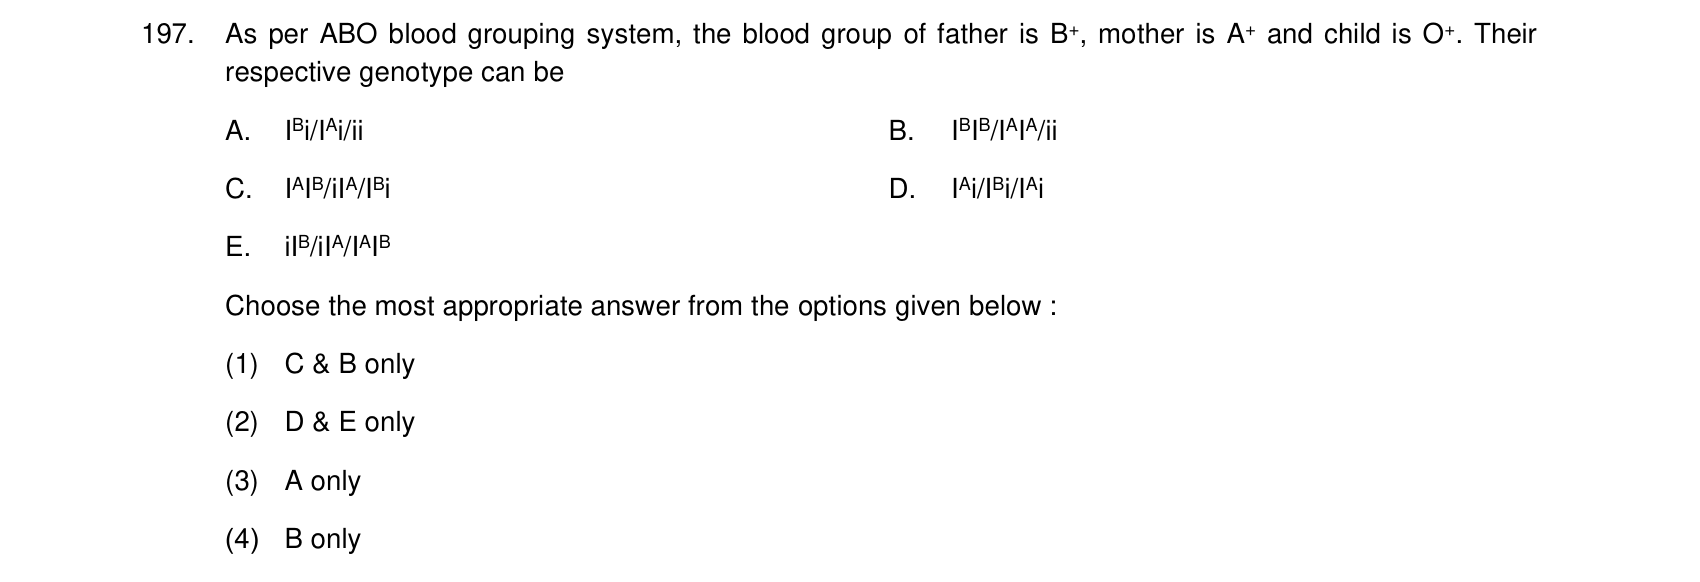 197. As per ABO blood grouping system, the blood group of father is B⁺, mother is A⁺ and child is O⁺. Their
respective genotype can be
A. Iᴮi/Iᴬi/ii B. IᴮIᴮ/IᴬIᴬ/ii
C. IᴬIᴮ/iIᴬ/Iᴮi D. Iᴬi/Iᴮi/Iᴬi
E. iIᴮ/iIᴬ/IᴬIᴮ
Choose the most appropriate answer from the options given below :
(1) C & B only
(2) D & E only
(3) A only
(4) B only